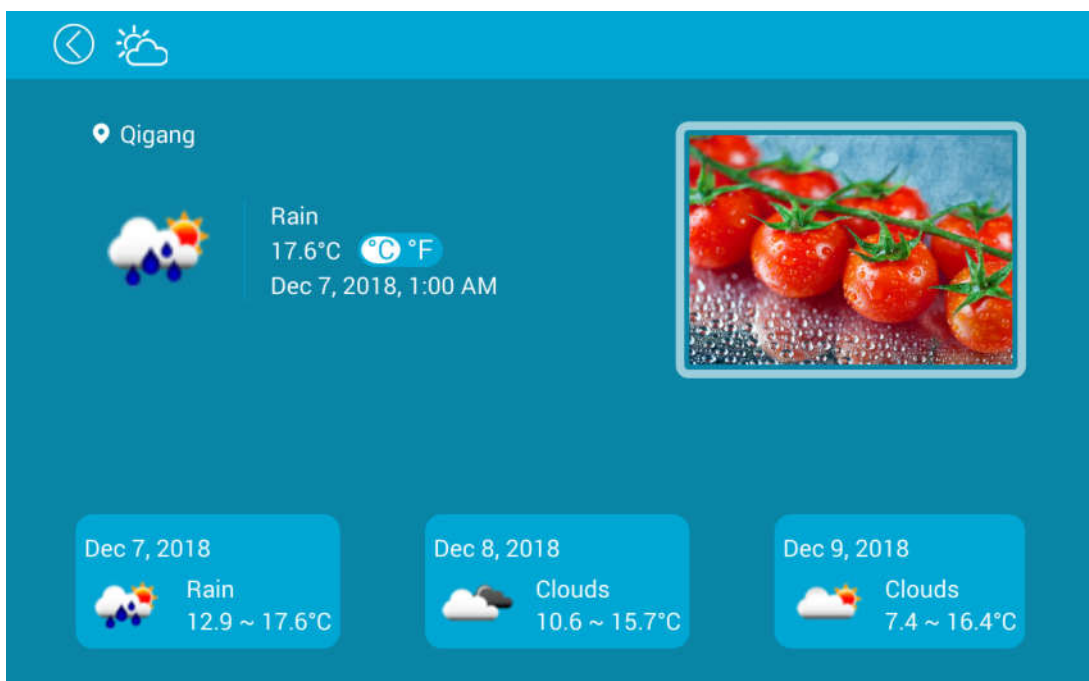 Qigang
Rain
17.6°C °C °F
Dec 7, 2018, 1:00 AM
Dec 7, 2018
Rain
12.9 ~ 17.6°C
Dec 8, 2018
Clouds
10.6 ~ 15.7°C
Dec 9, 2018
Clouds
7.4 ~ 16.4°C